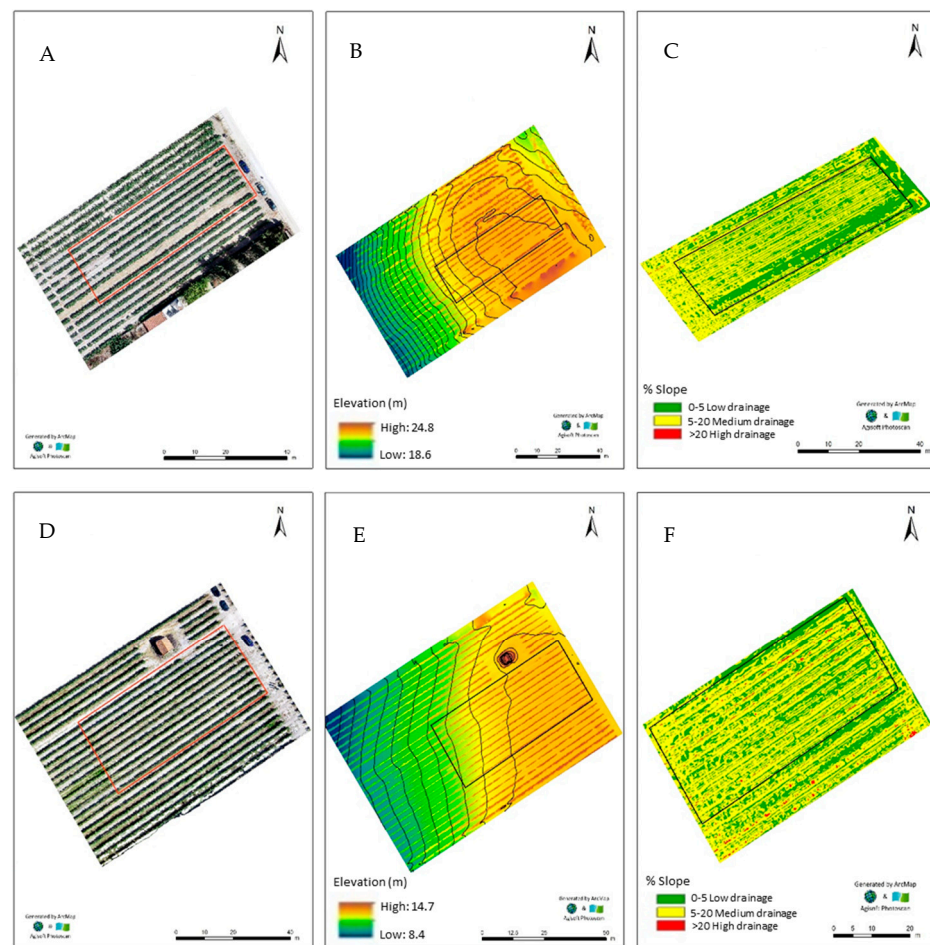 A
N
Generated by ArcMap
&
Agisoft Photoscan
0 10 20 40
m
B
N
Elevation (m)
High: 24.8
Low: 18.6
Generated by ArcMap
&
Agisoft Photoscan
0 10 20 40
m
C
N
% Slope
0-5 Low drainage
5-20 Medium drainage
>20 High drainage
Generated by ArcMap
&
Agisoft Photoscan
0 10 20 40
m
D
N
Generated by ArcMap
&
Agisoft Photoscan
0 10 20 40
m
E
N
Elevation (m)
High: 14.7
Low: 8.4
Generated by ArcMap
&
Agisoft Photoscan
0 12.5 25 50
m
F
N
% Slope
0-5 Low drainage
5-20 Medium drainage
>20 High drainage
Generated by ArcMap
&
Agisoft Photoscan
0 5 10 20
m